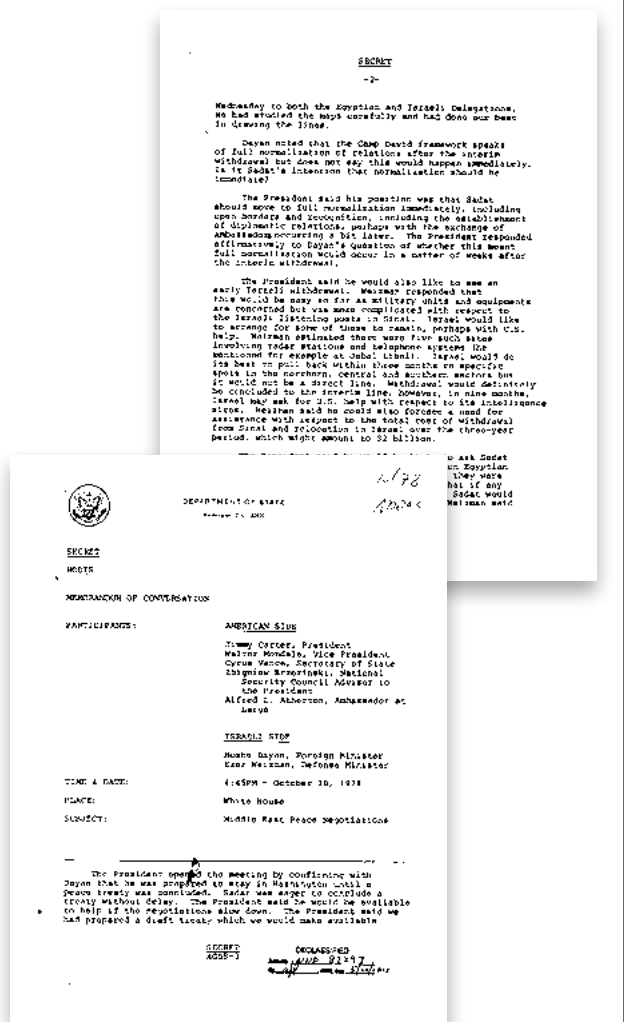 SECRET
-2-
Wednesday to both the Egyptian and Israeli Delegations.
We had studied the maps carefully and had done our best
in drawing the lines.
Dayan noted that the Camp David framework speaks
of full normalization of relations after the interim
withdrawal but does not say this would happen immediately.
Is it Sadat's intention that normalization should be
immediate?
The President said his position was that Sadat
should move to full normalization immediately, including
open borders and recognition, including the establishment
of diplomatic relations, perhaps with the exchange of
Ambassadors occurring a bit later. The President responded
affirmatively to Dayan's question of whether this meant
full normalization would occur in a matter of weeks after
the interim withdrawal.
The President said he would also like to see an
early Israeli withdrawal. Weizman responded that
this would be easy so far as military units and equipments
are concerned but was more complicated with respect to
the Israeli listening posts in Sinai. Israel would like
to arrange for some of those to remain, perhaps with U.S.
help. Weizman estimated there were five such sites
involving radar stations and telephone systems
mentioned for example at Jebel Libni). Israel would do
its best to pull back within three months to specific
spots in the northern, central and southern sectors but
it would not be a direct line. Withdrawal would definitely
be concluded to the interim line, however, in nine months.
Israel may ask for U.S. help with respect to its intelligence
sites. Weizman said he could also foresee a need for
assistance with respect to the total cost of withdrawal
from Sinai and relocation in Israel over the three-year
period, which might amount to $2 billion.
to ask Sadat
on Egyptian
they were
that if any
Sadat would
Weizman said
DEPARTMENT OF STATE
SECRET
NODIS
MEMORANDUM OF CONVERSATION
PARTICIPANTS:
AMERICAN SIDE
Jimmy Carter, President
Walter Mondale, Vice President
Cyrus Vance, Secretary of State
Zbigniew Brzezinski, National
Security Council Advisor to
the President
Alfred L. Atherton, Ambassador at
Large
ISRAELI SIDE
Moshe Dayan, Foreign Minister
Ezer Weizman, Defense Minister
TIME & DATE: 4:45PM - October 20, 1978
PLACE: White House
SUBJECT: Middle East Peace Negotiations
The President opened the meeting by confirming with
Dayan that he was prepared to stay in Washington until a
peace treaty was concluded. Sadat was eager to conclude a
treaty without delay. The President said he would be available
to help if the negotiations slow down. The President said we
had prepared a draft treaty which we would make available
SECRET
DECLASSIFIED